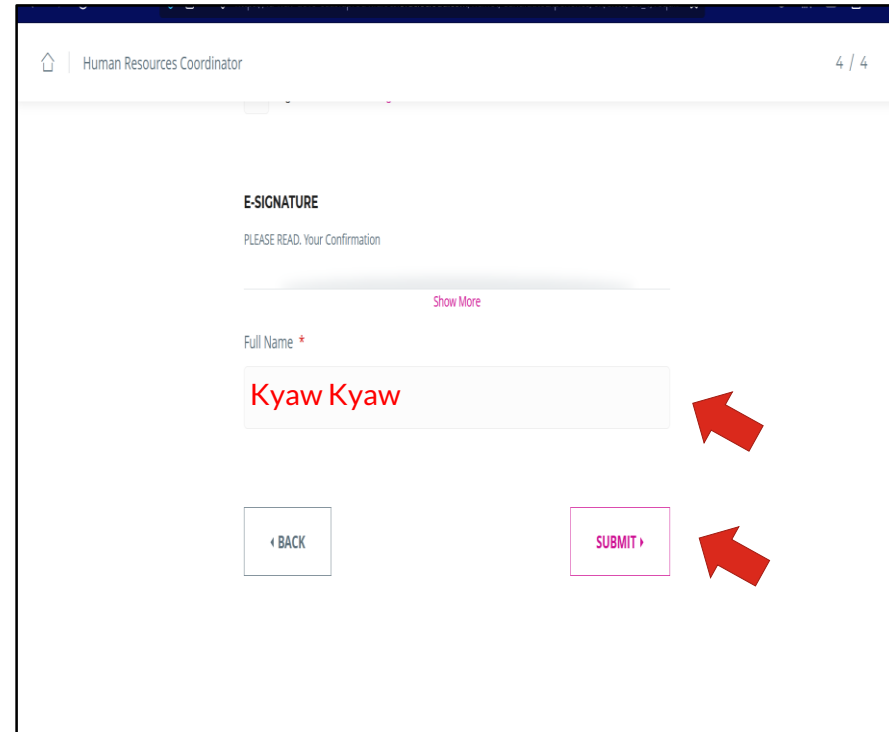 Human Resources Coordinator
4 / 4
E-SIGNATURE
PLEASE READ. Your Confirmation
Show More
Full Name *
Kyaw Kyaw
BACK
SUBMIT